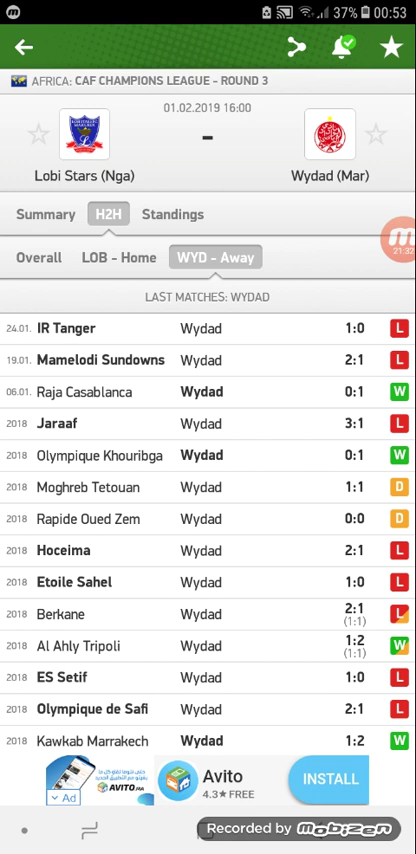 37% 00:53
AFRICA: CAF CHAMPIONS LEAGUE - ROUND 3
01.02.2019 16:00
-
Lobi Stars (Nga) Wydad (Mar)
Summary H2H Standings
Overall LOB - Home WYD - Away
21:32
LAST MATCHES: WYDAD
24.01. IR Tanger Wydad 1:0 L
19.01. Mamelodi Sundowns Wydad 2:1 L
06.01. Raja Casablanca Wydad 0:1 W
2018 Jaraaf Wydad 3:1 L
2018 Olympique Khouribga Wydad 0:1 W
2018 Moghreb Tetouan Wydad 1:1 D
2018 Rapide Oued Zem Wydad 0:0 D
2018 Hoceima Wydad 2:1 L
2018 Etoile Sahel Wydad 1:0 L
2018 Berkane Wydad 2:1 (1:1) L
2018 Al Ahly Tripoli Wydad 1:2 (1:1) W
2018 ES Setif Wydad 1:0 L
2018 Olympique de Safi Wydad 2:1 L
2018 Kawkab Marrakech Wydad 1:2 W
AVITO.MA
Ad
Avito
4.3★ FREE
INSTALL
Recorded by mobizen